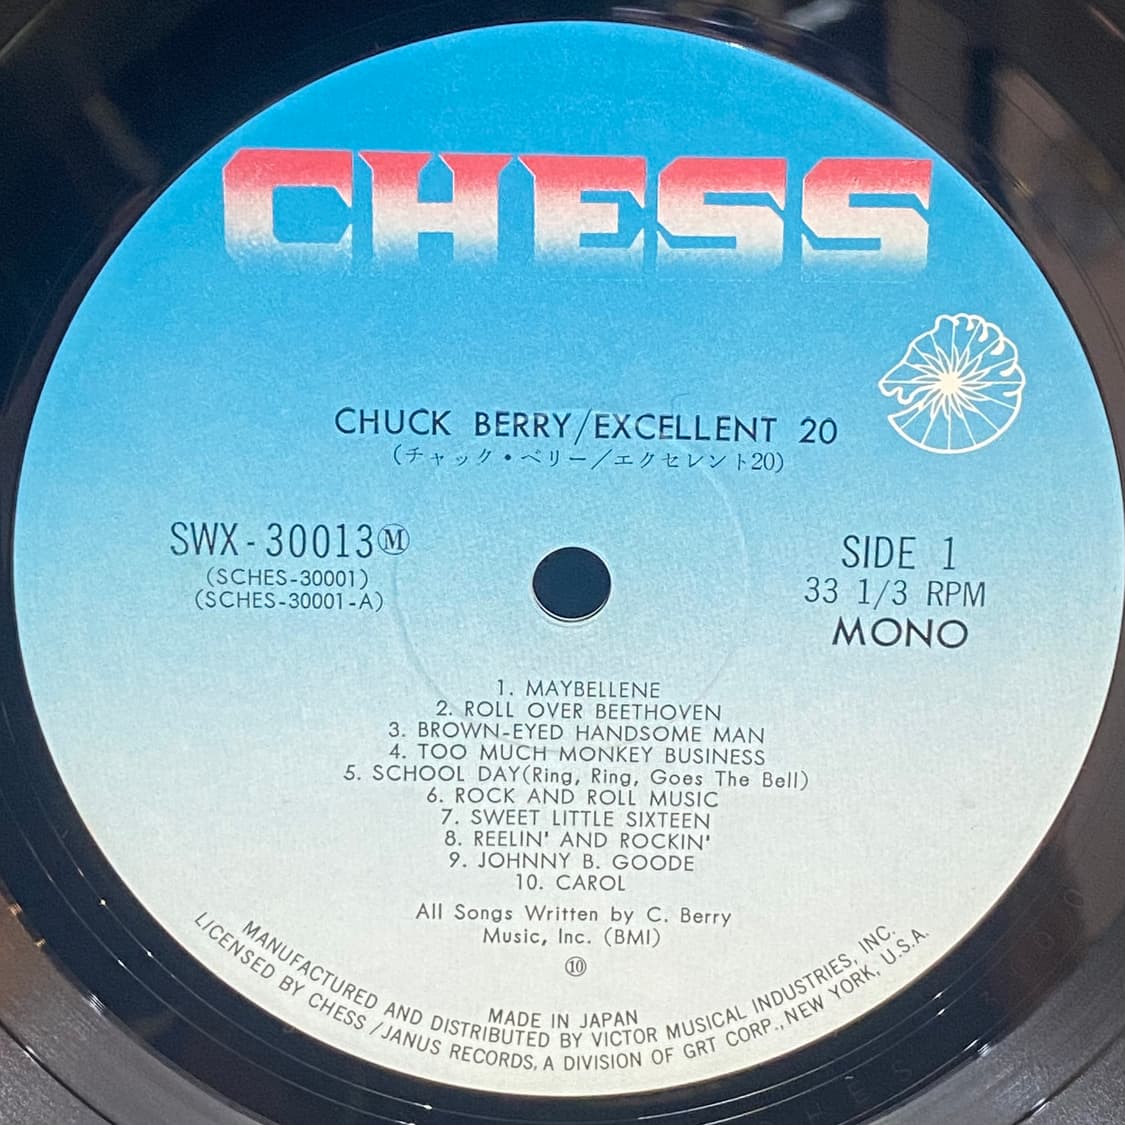 CHESS
CHUCK BERRY/EXCELLENT 20
(チャック・ベリー/エクセレント20)
SWX-30013Ⓜ
(SCHES-30001)
(SCHES-30001-A)
SIDE 1
33 1/3 RPM
MONO
1. MAYBELLENE
2. ROLL OVER BEETHOVEN
3. BROWN-EYED HANDSOME MAN
4. TOO MUCH MONKEY BUSINESS
5. SCHOOL DAY(Ring, Ring, Goes The Bell)
6. ROCK AND ROLL MUSIC
7. SWEET LITTLE SIXTEEN
8. REELIN' AND ROCKIN'
9. JOHNNY B. GOODE
10. CAROL
All Songs Written by C. Berry
Music, Inc. (BMI)
⑩
MADE IN JAPAN
MANUFACTURED AND DISTRIBUTED BY VICTOR MUSICAL INDUSTRIES, INC.
LICENSED BY CHESS/JANUS RECORDS, A DIVISION OF GRT CORP., NEW YORK, U.S.A.